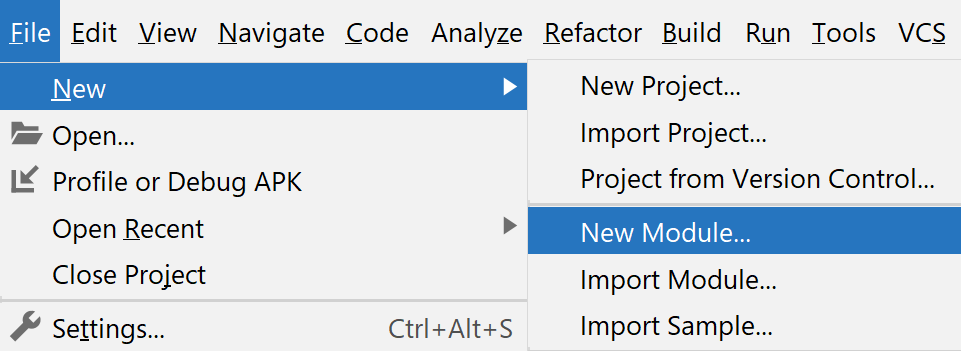 File Edit View Navigate Code Analyze Refactor Build Run Tools VCS
New
Open...
Profile or Debug APK
Open Recent
Close Project
Settings... Ctrl+Alt+S
New Project...
Import Project...
Project from Version Control...
New Module...
Import Module...
Import Sample...